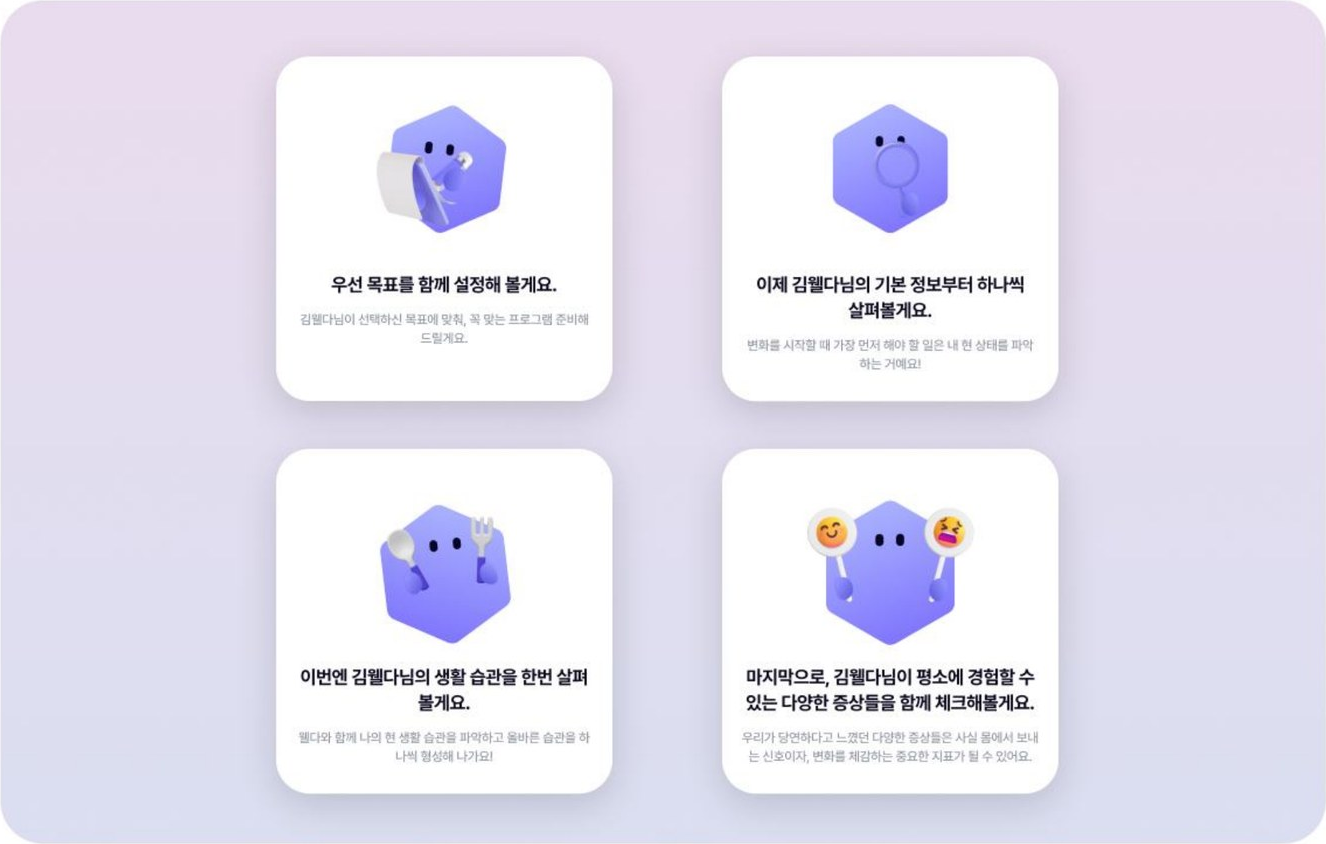 우선 목표를 함께 설정해 볼게요.
김웰다님이 선택하신 목표에 맞춰, 꼭 맞는 프로그램 준비해
드릴게요.
이제 김웰다님의 기본 정보부터 하나씩
살펴볼게요.
변화를 시작할 때 가장 먼저 해야 할 일은 내 현 상태를 파악
하는 거예요!
이번엔 김웰다님의 생활 습관을 한번 살펴
볼게요.
웰다와 함께 나의 현 생활 습관을 파악하고 올바른 습관을 하
나씩 형성해 나가요!
마지막으로, 김웰다님이 평소에 경험할 수
있는 다양한 증상들을 함께 체크해볼게요.
우리가 당연하다고 느꼈던 다양한 증상들은 사실 몸에서 보내
는 신호이자, 변화를 체감하는 중요한 지표가 될 수 있어요.